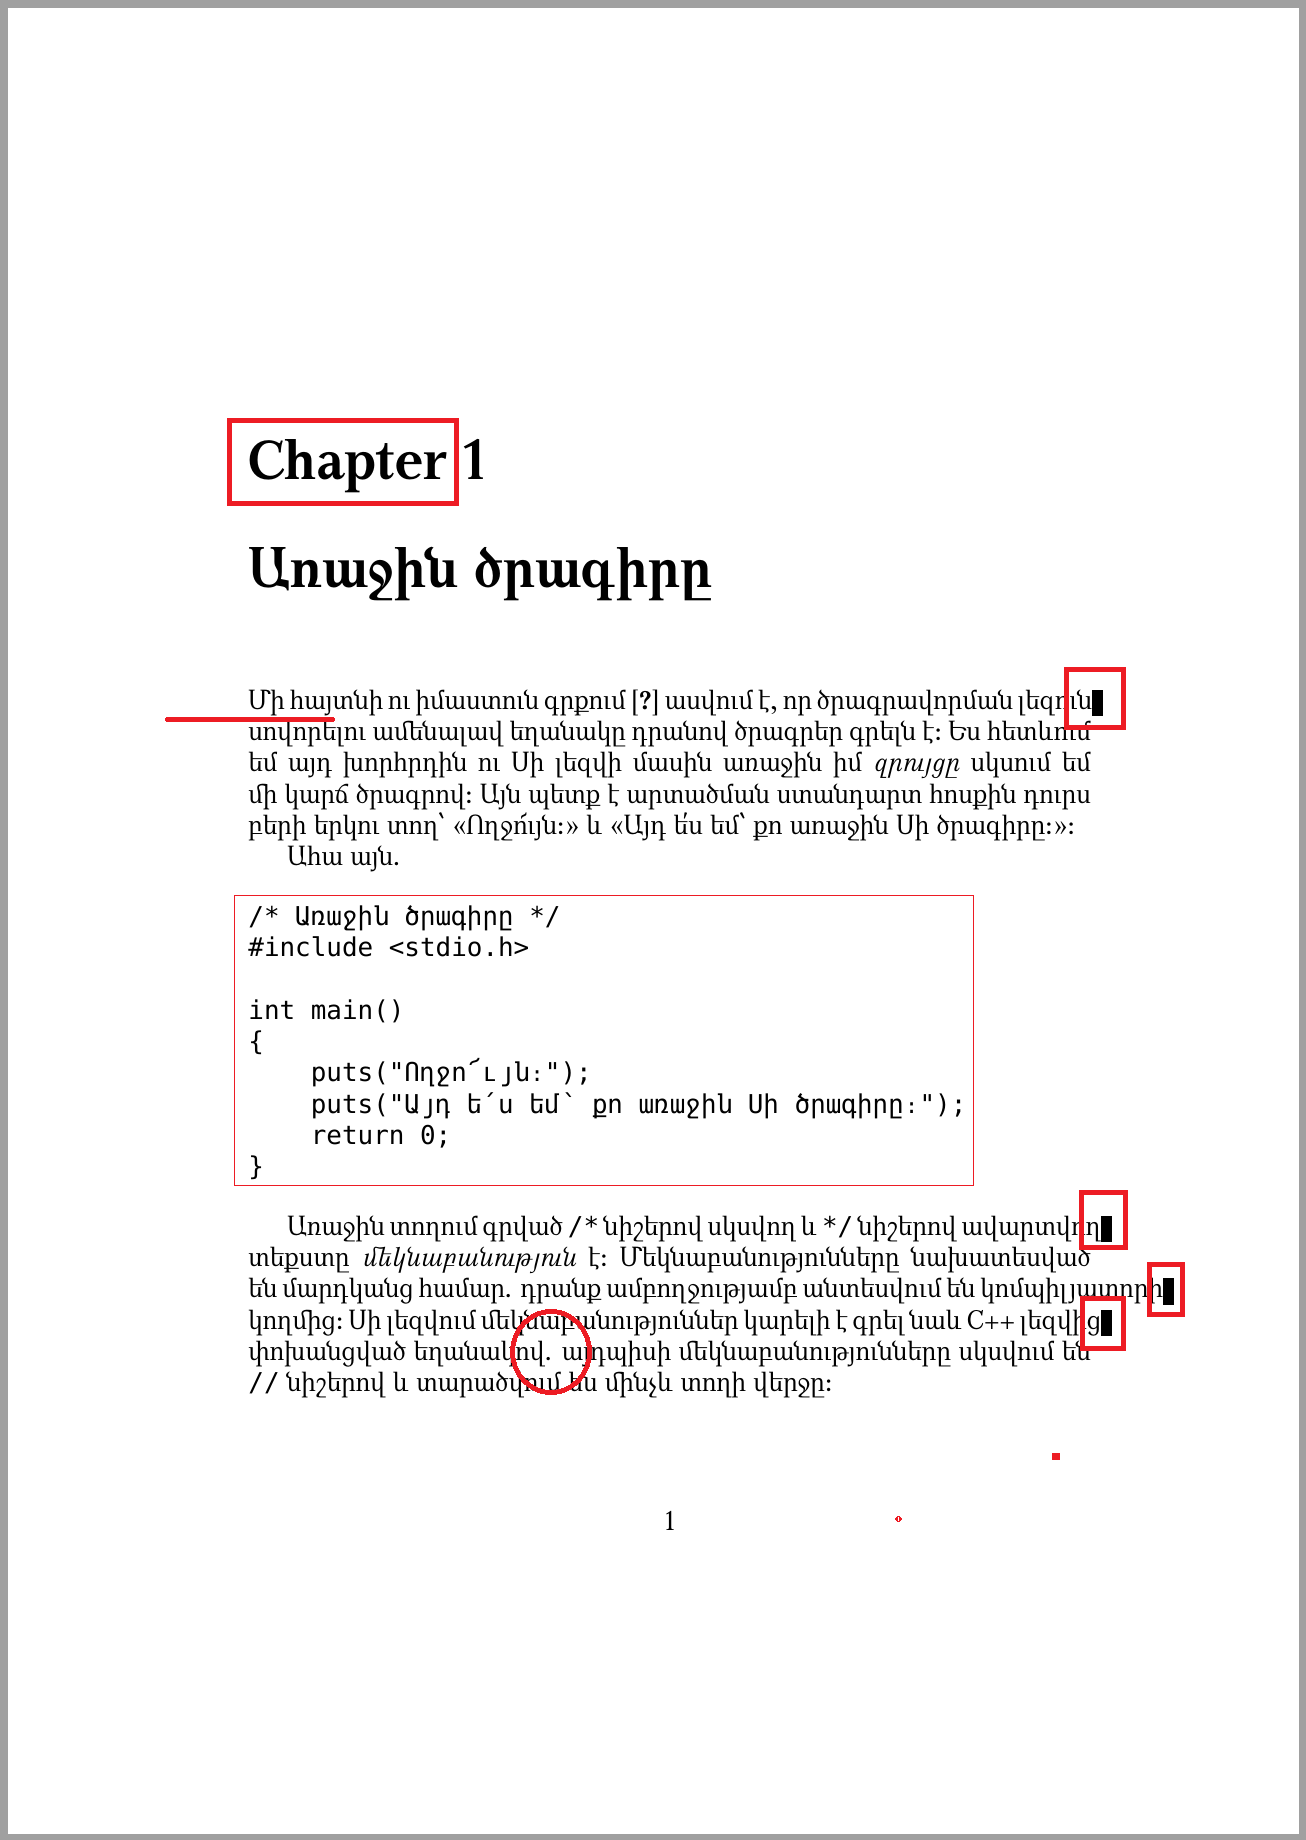 Chapter 1
Առաջին ծրագիրը
Մի հայտնի ու իմաստուն գրքում [?] ասվում է, որ ծրագրավորման լեզուն
սովորելու ամենալավ եղանակը դրանով ծրագրեր գրելն է։ Ես հետևում
եմ այդ խորհրդին ու Սի լեզվի մասին առաջին իմ զրույցը սկսում եմ
մի կարճ ծրագրով։ Այն պետք է արտածման ստանդարտ հոսքին դուրս
բերի երկու տող՝ «Ողջո՜ւյն։» և «Այդ ե՛ս եմ՝ քո առաջին Սի ծրագիրը։»։
Ահա այն.
/* Առաջին ծրագիրը */
#include <stdio.h>
int main()
{
    puts("Ողջո՜ւյն։");
    puts("Այդ ե՛ս եմ՝ քո առաջին Սի ծրագիրը։");
    return 0;
}
Առաջին տողում գրված /* նիշերով սկսվող և */ նիշերով ավարտվող
տեքստը մեկնաբանություն է։ Մեկնաբանությունները նախատեսված
են մարդկանց համար. դրանք ամբողջությամբ անտեսվում են կոմպիլյատորի
կողմից։ Սի լեզվում մեկնաբանություններ կարելի է գրել նաև C++ լեզվից
փոխանցված եղանակով. այդպիսի մեկնաբանությունները սկսվում են
// նիշերով և տարածվում են մինչև տողի վերջը։
1